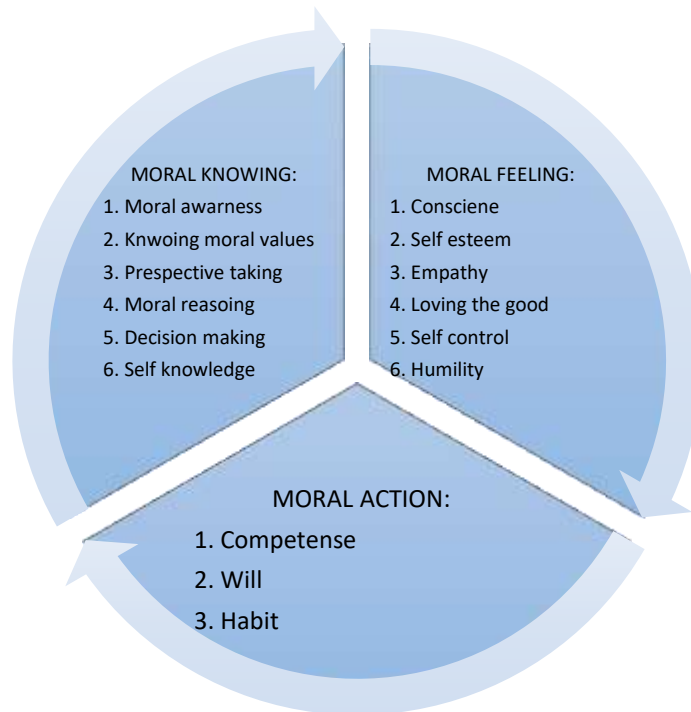 MORAL KNOWING:
1. Moral awarness
2. Knwoing moral values
3. Prespective taking
4. Moral reasoing
5. Decision making
6. Self knowledge
MORAL FEELING:
1. Consciene
2. Self esteem
3. Empathy
4. Loving the good
5. Self control
6. Humility
MORAL ACTION:
1. Competense
2. Will
3. Habit